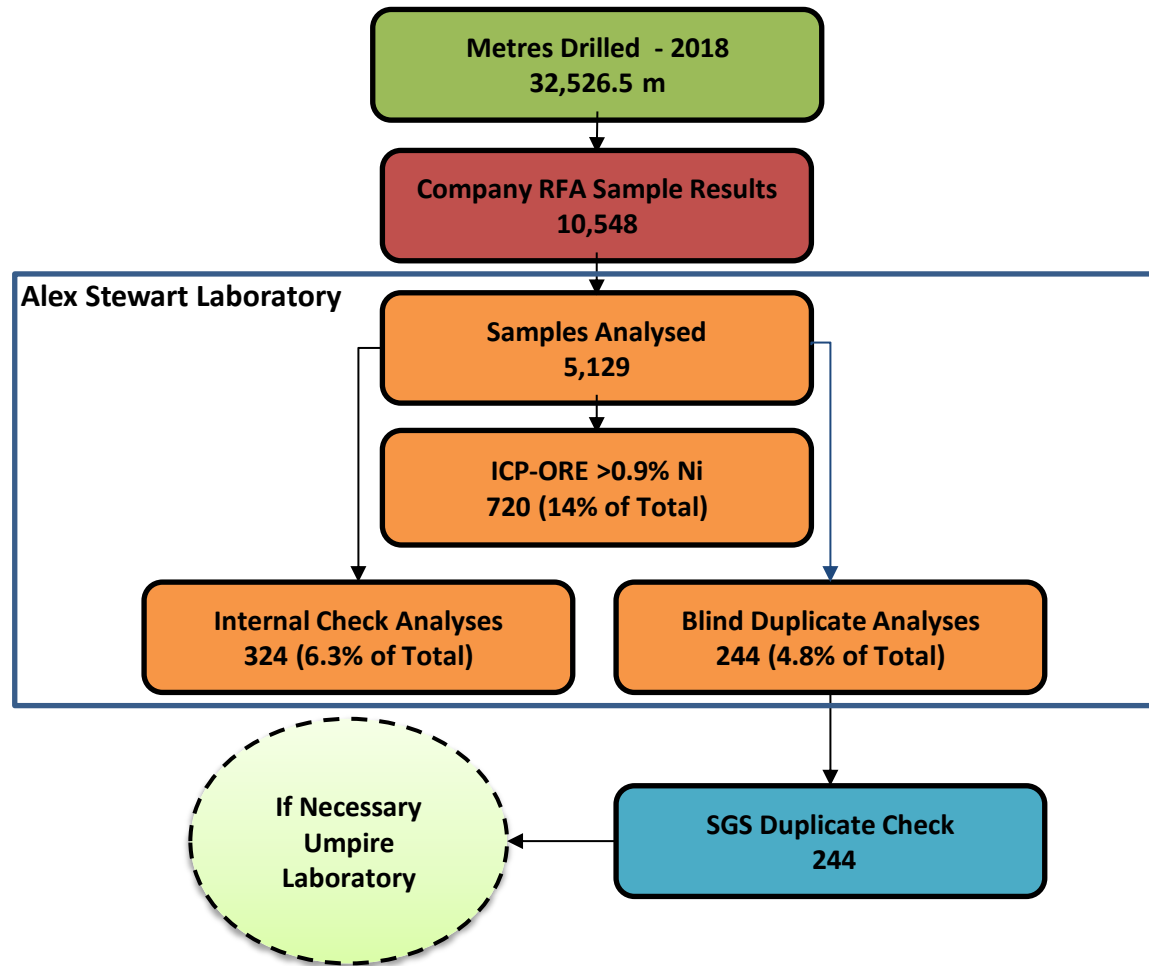 Metres Drilled - 2018
32,526.5 m
Company RFA Sample Results
10,548
Alex Stewart Laboratory
Samples Analysed
5,129
ICP-ORE >0.9% Ni
720 (14% of Total)
Internal Check Analyses
324 (6.3% of Total)
Blind Duplicate Analyses
244 (4.8% of Total)
If Necessary
Umpire
Laboratory
SGS Duplicate Check
244